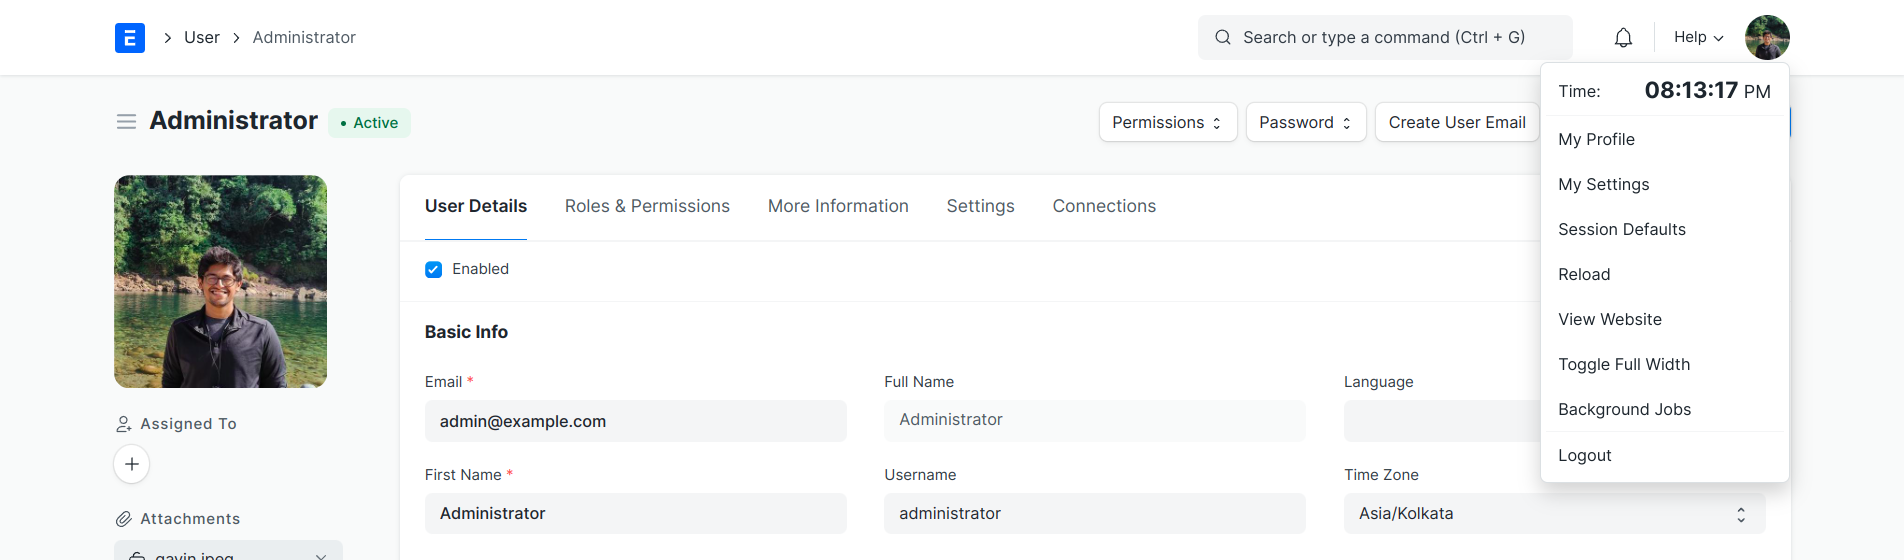 E
User
Administrator
Search or type a command (Ctrl + G)
Help
Time: 08:13:17 PM
My Profile
My Settings
Session Defaults
Reload
View Website
Toggle Full Width
Background Jobs
Logout
Administrator
Active
Permissions
Password
Create User Email
User Details
Roles & Permissions
More Information
Settings
Connections
Enabled
Basic Info
Email *
admin@example.com
Full Name
Administrator
Language
First Name *
Administrator
Username
administrator
Time Zone
Asia/Kolkata
Assigned To
Attachments
gavin.jpeg